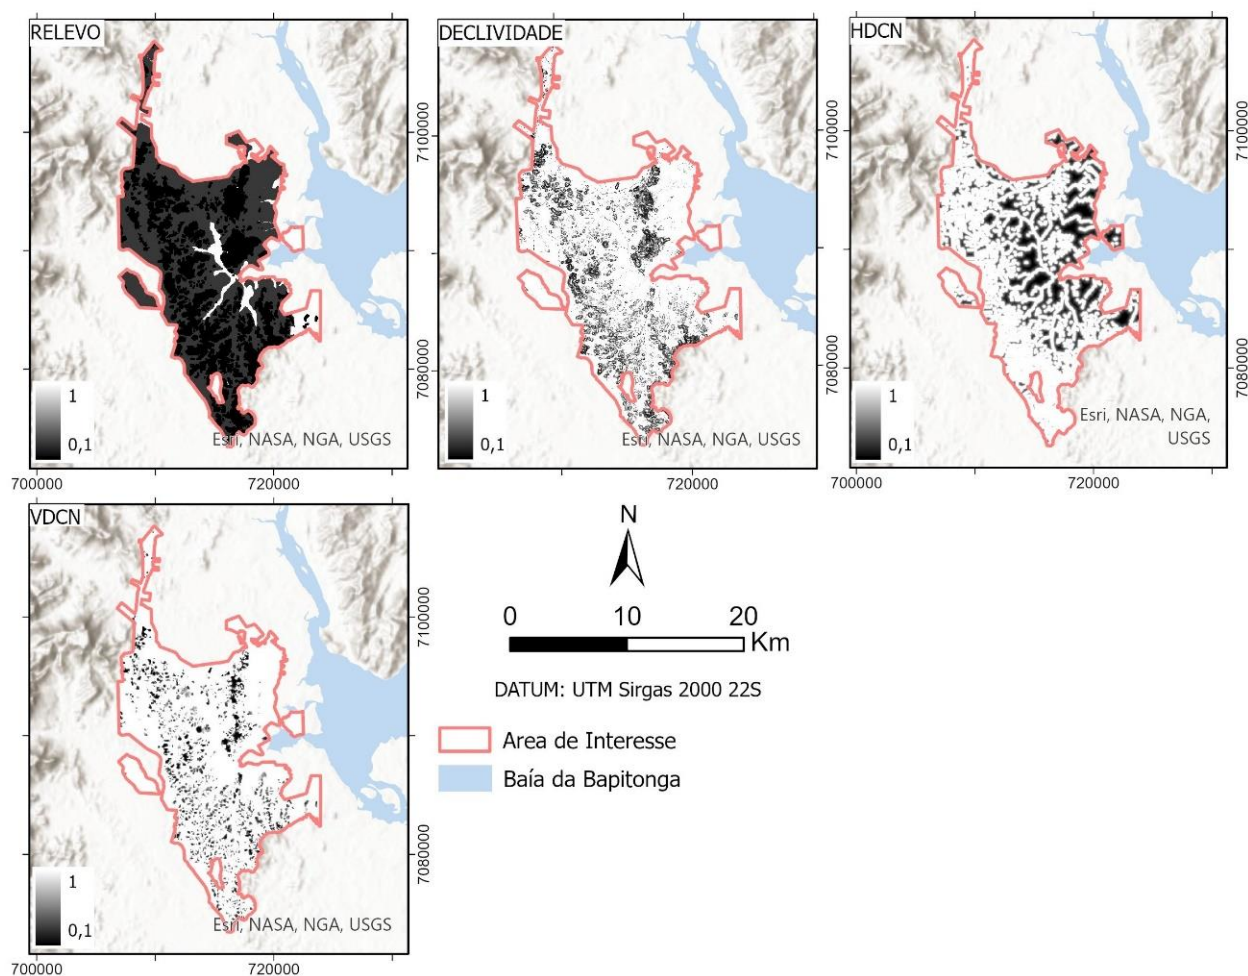 RELEVO
7100000
7080000
1
0,1
Esri, NASA, NGA, USGS
700000
720000
DECLIVIDADE
7100000
7080000
1
0,1
Esri, NASA, NGA, USGS
720000
HDCN
7100000
7080000
1
0,1
Esri, NASA, NGA,
USGS
700000
720000
VDCN
7100000
7080000
1
0,1
Esri, NASA, NGA, USGS
700000
720000
N
0 10 20
Km
DATUM: UTM Sirgas 2000 22S
Area de Interesse
Baía da Bapitonga